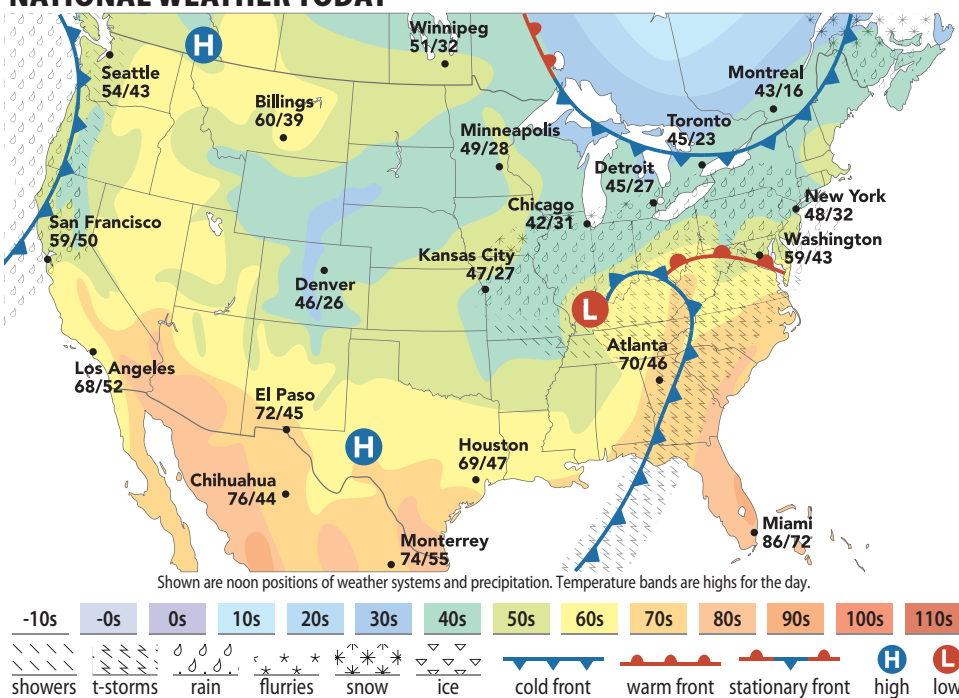 NATIONAL WEATHER TODAY
H
Winnipeg
51/32
Seattle
54/43
Billings
60/39
Montreal
43/16
Toronto
45/23
Minneapolis
49/28
Detroit
45/27
New York
48/32
Chicago
42/31
San Francisco
59/50
Washington
59/43
Kansas City
47/27
Denver
46/26
L
Atlanta
70/46
Los Angeles
68/52
El Paso
72/45
H
Houston
69/47
Chihuahua
76/44
Miami
86/72
Monterrey
74/55
Shown are noon positions of weather systems and precipitation. Temperature bands are highs for the day.
-10s -0s 0s 10s 20s 30s 40s 50s 60s 70s 80s 90s 100s 110s
H L
showers t-storms rain flurries snow ice cold front warm front stationary front high low